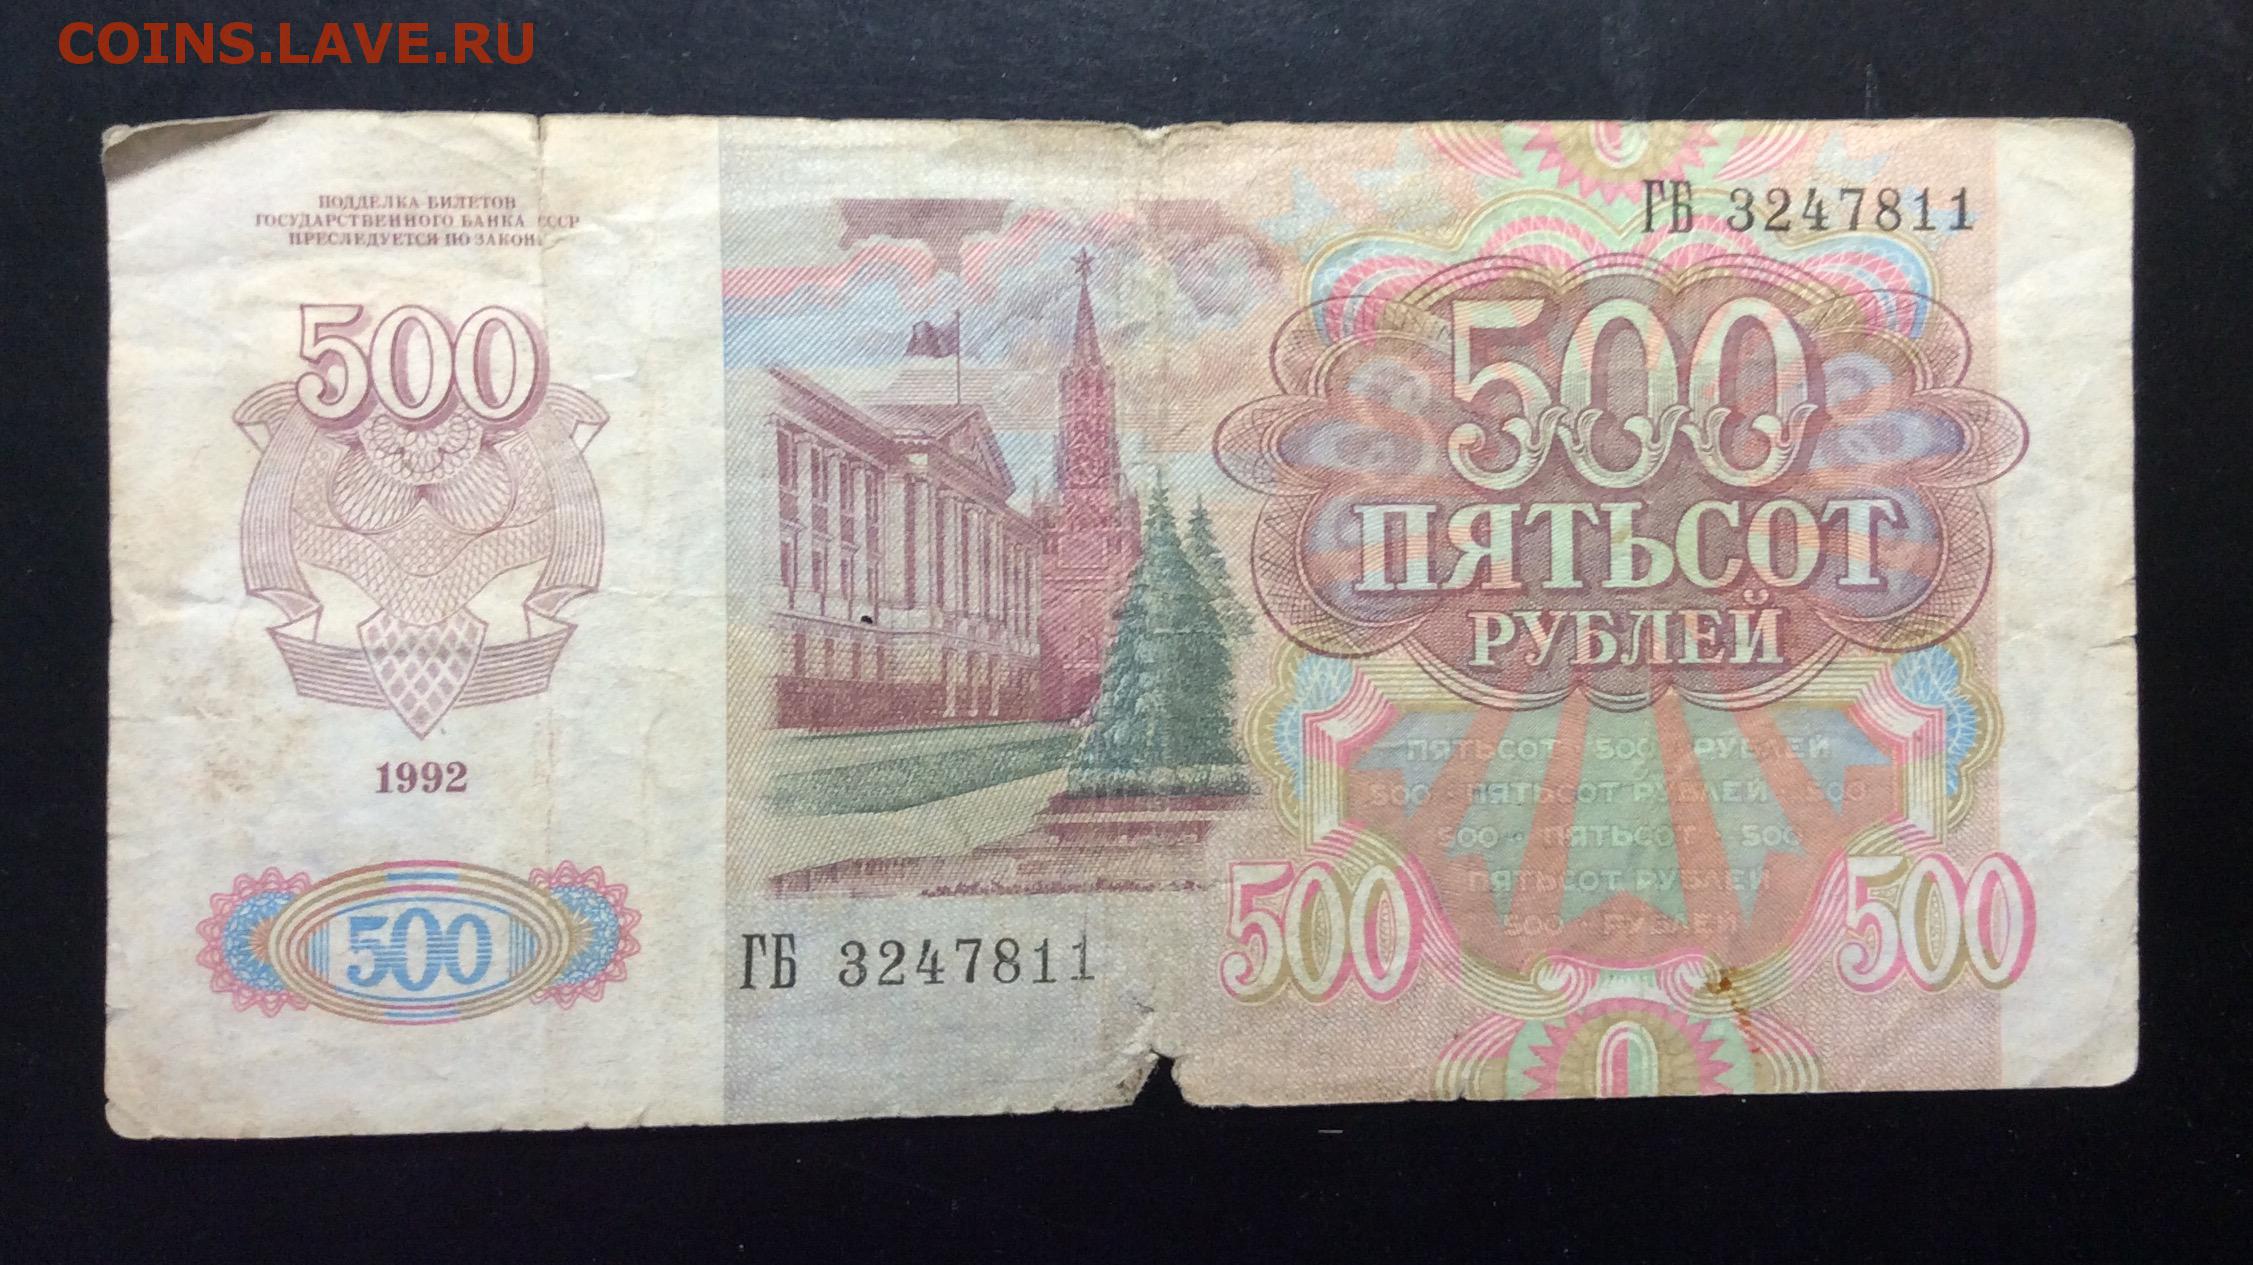 COINS.LAVE.RU
ПОДДЕЛКА БИЛЕТОВ
ГОСУДАРСТВЕННОГО БАНКА СССР
ПРЕСЛЕДУЕТСЯ ПО ЗАКОНУ
500
1992
500
ГБ 3247811
ГБ 3247811
500
ПЯТЬСОТ
РУБЛЕЙ
ПЯТЬСОТ · 500 · РУБЛЕЙ
500 · ПЯТЬСОТ РУБЛЕЙ · 500
500 · ПЯТЬСОТ · 500
ПЯТЬСОТ РУБЛЕЙ
500 · РУБЛЕЙ
500 500